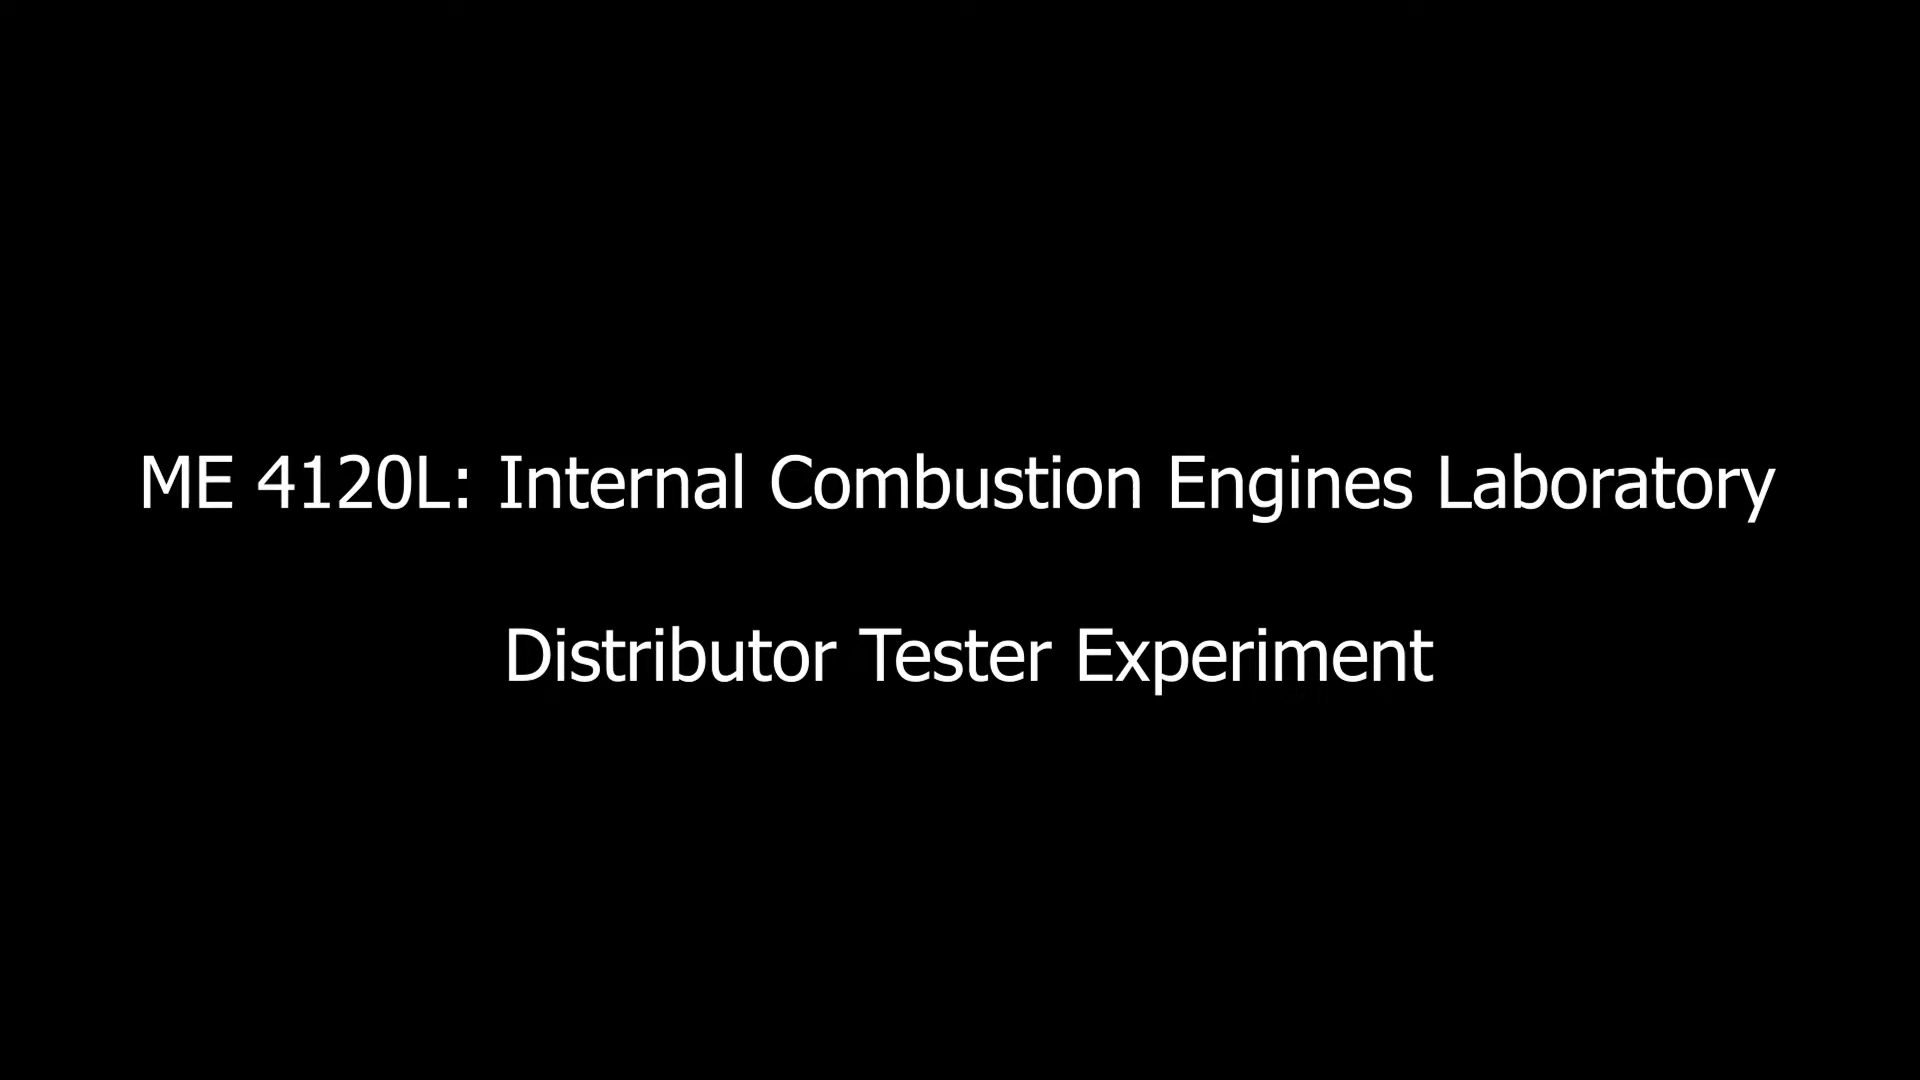 ME 4120L: Internal Combustion Engines Laboratory
Distributor Tester Experiment